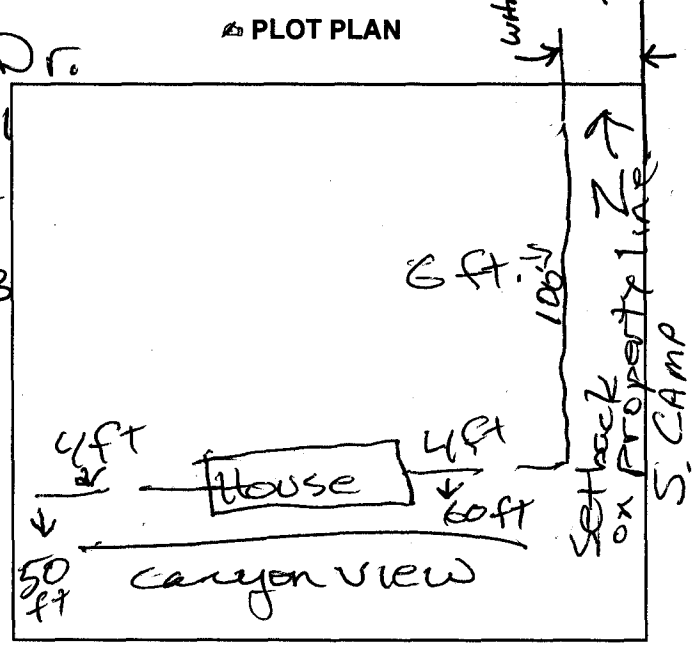 PLOT PLAN
Dr.
6 ft.
100'
N
4ft
House
4ft
60ft
50
ft
canyon view
setback
Property line
S. CAMP